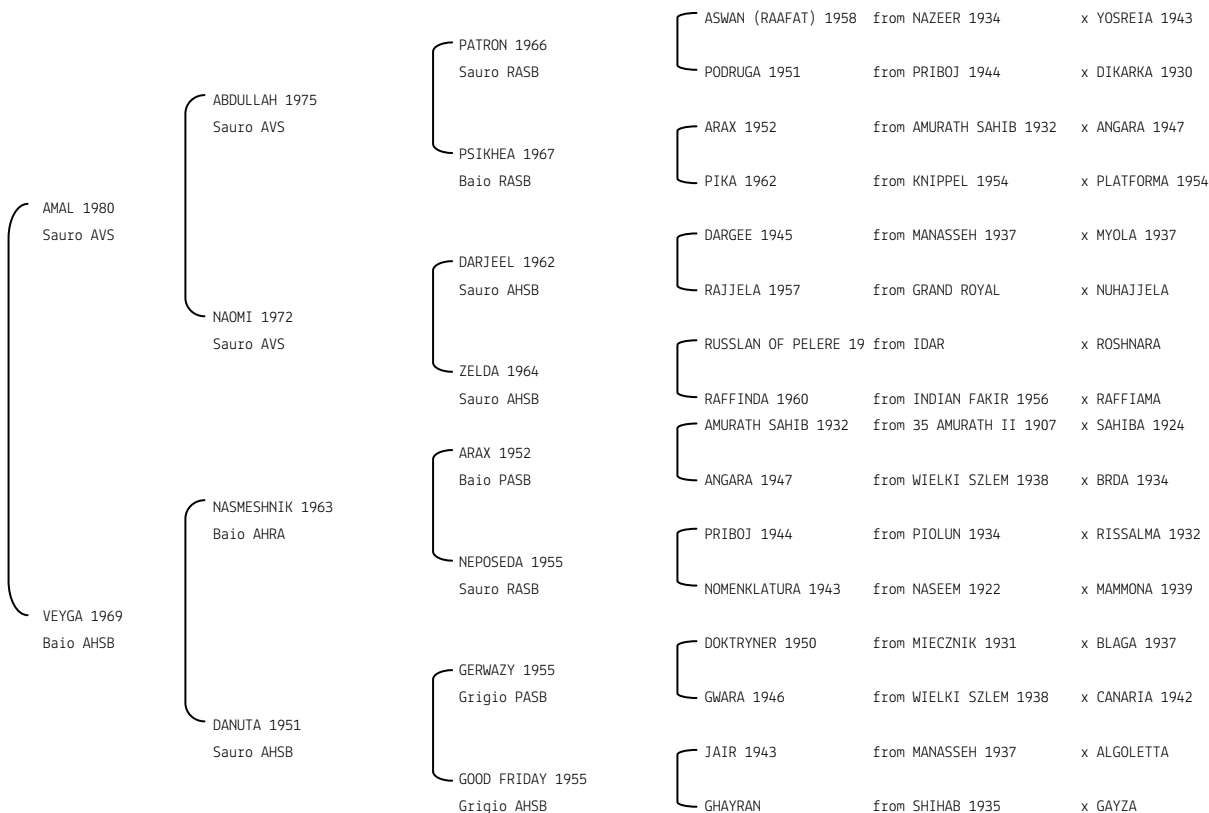 ASWAN (RAAFAT) 1958 from NAZEER 1934 x YOSREIA 1943
PATRON 1966
Sauro RASB
PODRUGA 1951 from PRIBOJ 1944 x DIKARKA 1930
ABDULLAH 1975
Sauro AVS
ARAX 1952 from AMURATH SAHIB 1932 x ANGARA 1947
PSIKHEA 1967
Baio RASB
PIKA 1962 from KNIPPEL 1954 x PLATFORMA 1954
AMAL 1980
Sauro AVS
DARGEE 1945 from MANASSEH 1937 x MYOLA 1937
DARJEEL 1962
Sauro AHSB
RAJJELA 1957 from GRAND ROYAL x NUHAJJELA
NAOMI 1972
Sauro AVS
RUSSLAN OF PELERE 19 from IDAR x ROSHNARA
ZELDA 1964
Sauro AHSB
RAFFINDA 1960 from INDIAN FAKIR 1956 x RAFFIAMA
AMURATH SAHIB 1932 from 35 AMURATH II 1907 x SAHIBA 1924
ARAX 1952
Baio PASB
ANGARA 1947 from WIELKI SZLEM 1938 x BRDA 1934
NASMESHNIK 1963
Baio AHRA
PRIBOJ 1944 from PIOLUN 1934 x RISSALMA 1932
NEPOSEDA 1955
Sauro RASB
NOMENKLATURA 1943 from NASEEM 1922 x MAMMONA 1939
VEYGA 1969
Baio AHSB
DOKTRYNER 1950 from MIECZNIK 1931 x BLAGA 1937
GERWAZY 1955
Grigio PASB
GWARA 1946 from WIELKI SZLEM 1938 x CANARIA 1942
DANUTA 1951
Sauro AHSB
JAIR 1943 from MANASSEH 1937 x ALGOLETTA
GOOD FRIDAY 1955
Grigio AHSB
GHAYRAN from SHIHAB 1935 x GAYZA